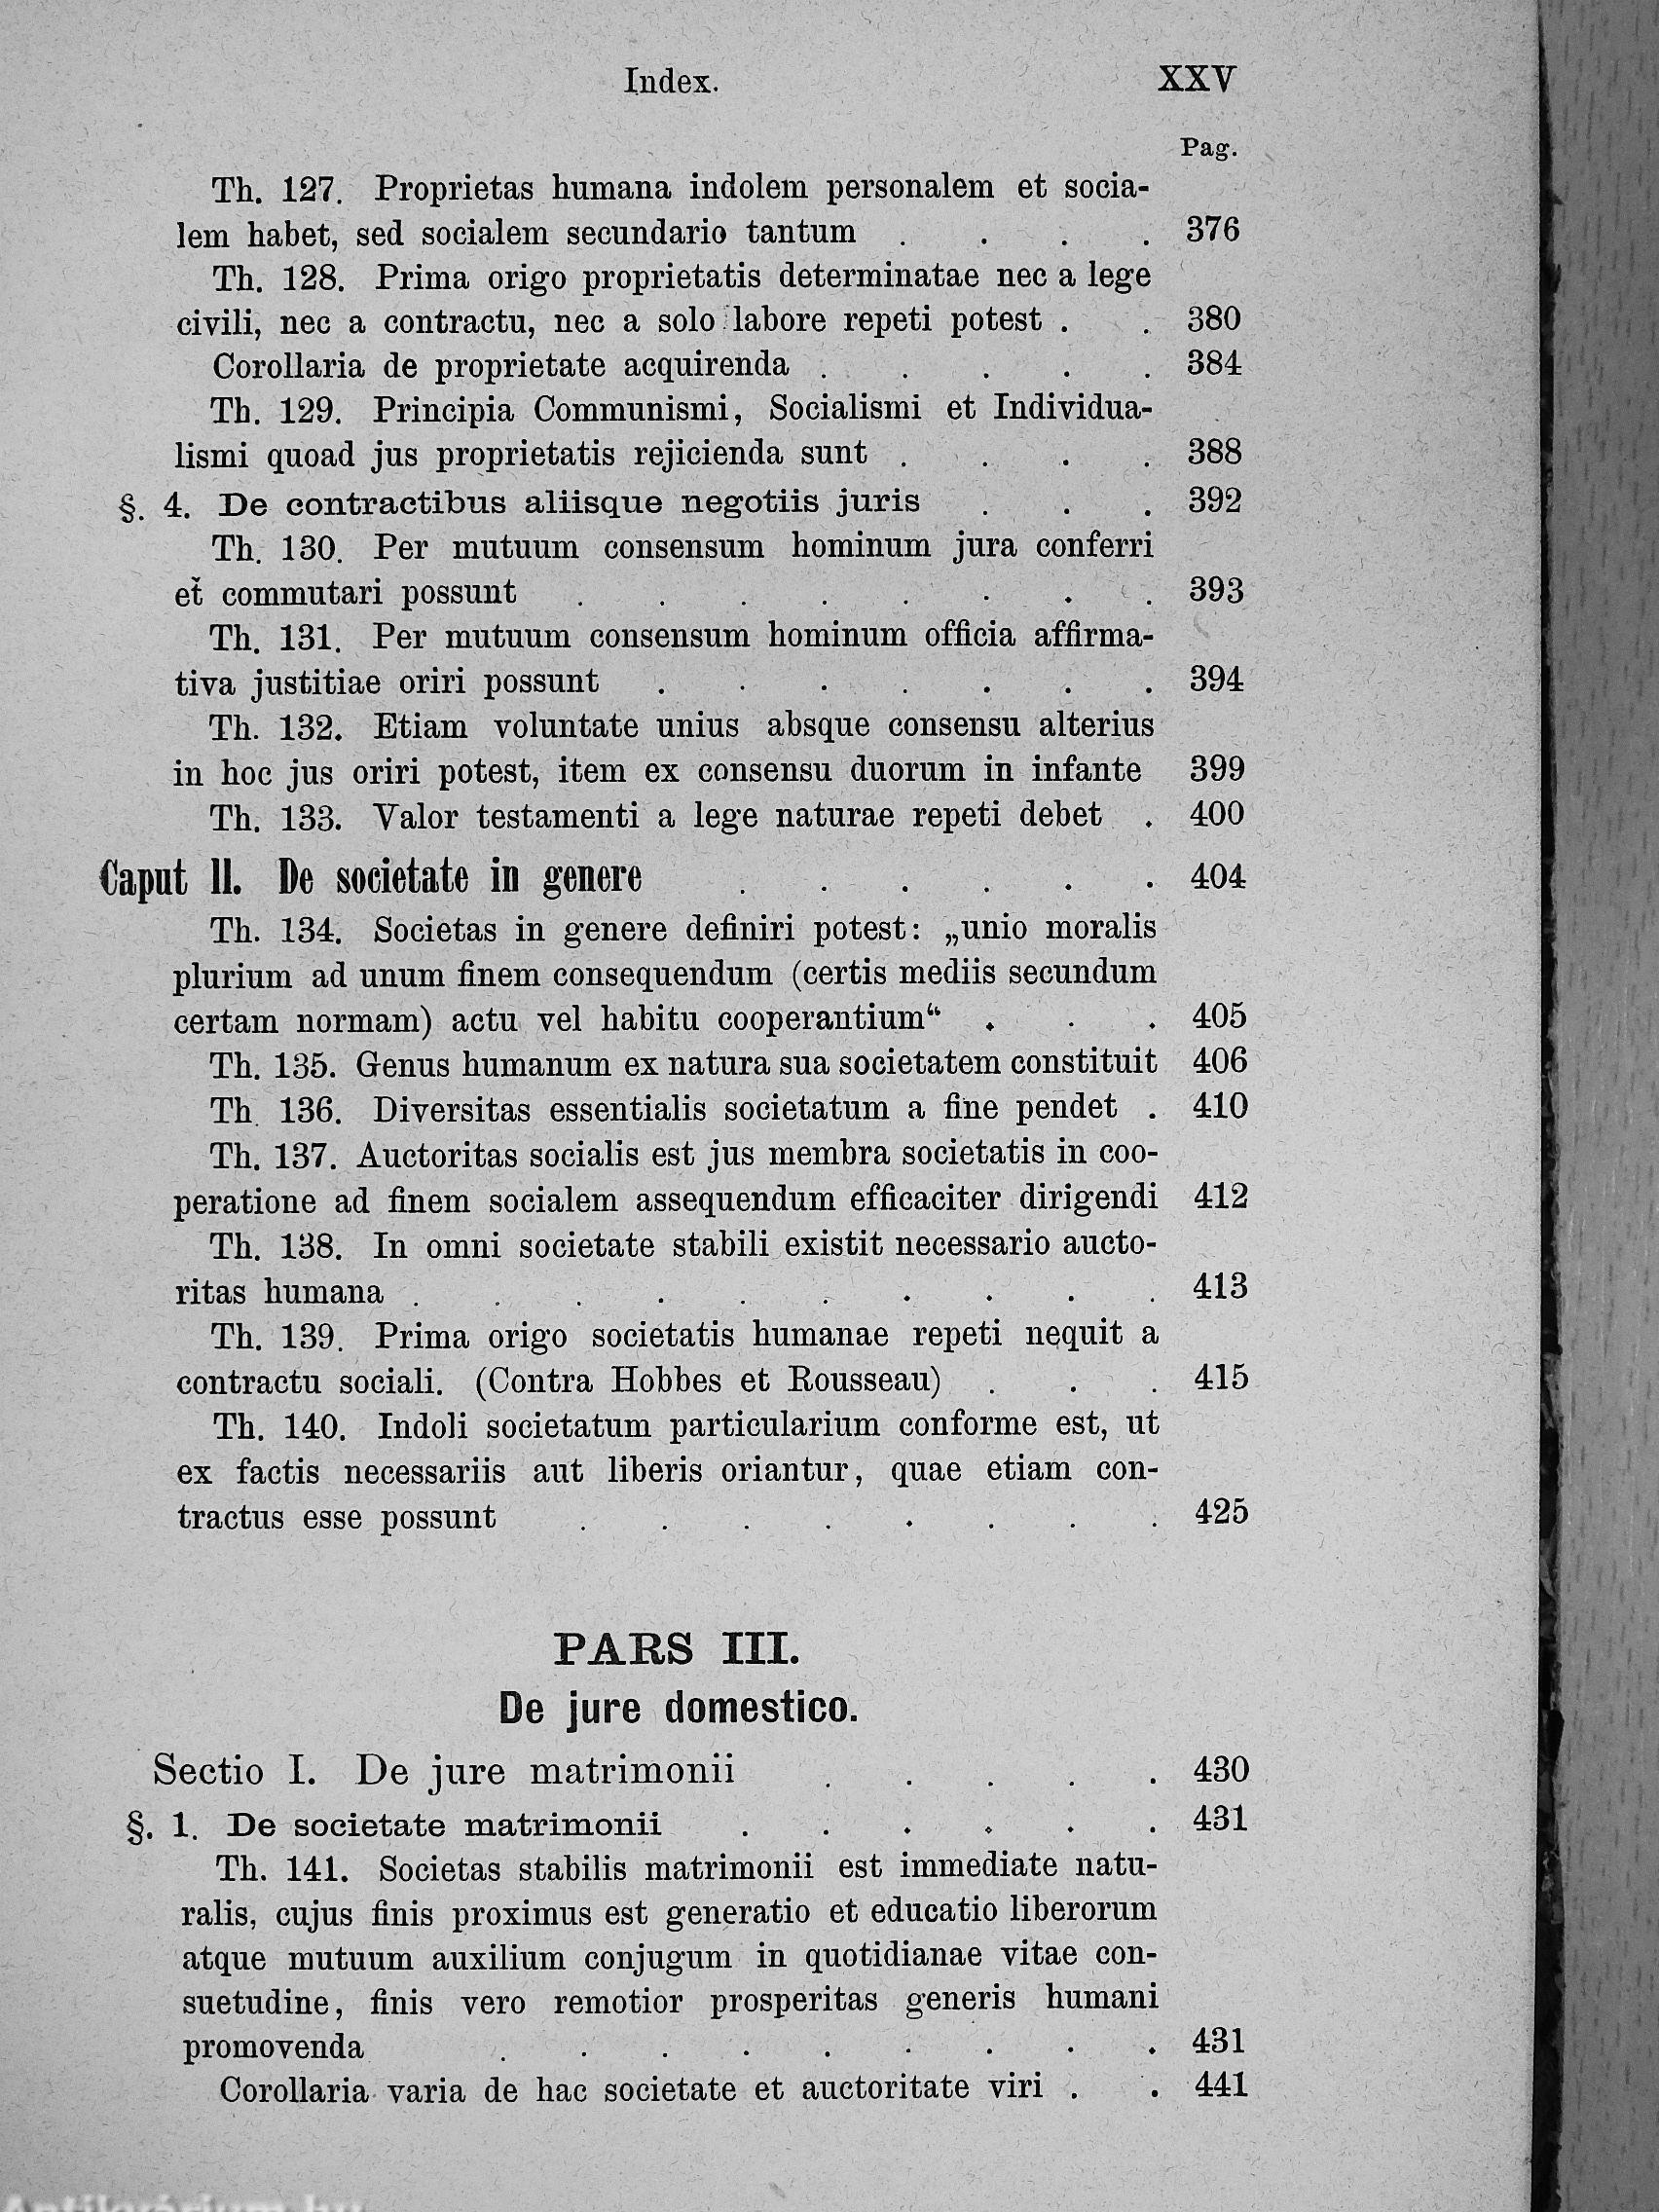 Index. XXV
Pag.
Th. 127. Proprietas humana indolem personalem et socia-
lem habet, sed socialem secundario tantum . . . . 376
Th. 128. Prima origo proprietatis determinatae nec a lege
civili, nec a contractu, nec a solo labore repeti potest . . 380
Corollaria de proprietate acquirenda . . . . . 384
Th. 129. Principia Communismi, Socialismi et Individua-
lismi quoad jus proprietatis rejicienda sunt . . . . 388
§. 4. De contractibus aliisque negotiis juris . . . 392
Th. 130. Per mutuum consensum hominum jura conferri
et commutari possunt . . . . . . . . 393
Th. 131. Per mutuum consensum hominum officia affirma-
tiva justitiae oriri possunt . . . . . . . 394
Th. 132. Etiam voluntate unius absque consensu alterius
in hoc jus oriri potest, item ex consensu duorum in infante 399
Th. 133. Valor testamenti a lege naturae repeti debet . 400
Caput II. De societate in genere . . . . . . 404
Th. 134. Societas in genere definiri potest: „unio moralis
plurium ad unum finem consequendum (certis mediis secundum
certam normam) actu vel habitu cooperantium“ . . . 405
Th. 135. Genus humanum ex natura sua societatem constituit 406
Th. 136. Diversitas essentialis societatum a fine pendet . 410
Th. 137. Auctoritas socialis est jus membra societatis in coo-
peratione ad finem socialem assequendum efficaciter dirigendi 412
Th. 138. In omni societate stabili existit necessario aucto-
ritas humana . . . . . . . . . . 413
Th. 139. Prima origo societatis humanae repeti nequit a
contractu sociali. (Contra Hobbes et Rousseau) . . . 415
Th. 140. Indoli societatum particularium conforme est, ut
ex factis necessariis aut liberis oriantur, quae etiam con-
tractus esse possunt . . . . . . . . 425
PARS III.
De jure domestico.
Sectio I. De jure matrimonii . . . . . 430
§. 1. De societate matrimonii . . . . . . 431
Th. 141. Societas stabilis matrimonii est immediate natu-
ralis, cujus finis proximus est generatio et educatio liberorum
atque mutuum auxilium conjugum in quotidianae vitae con-
suetudine, finis vero remotior prosperitas generis humani
promovenda . . . . . . . . . 431
Corollaria varia de hac societate et auctoritate viri . . 441